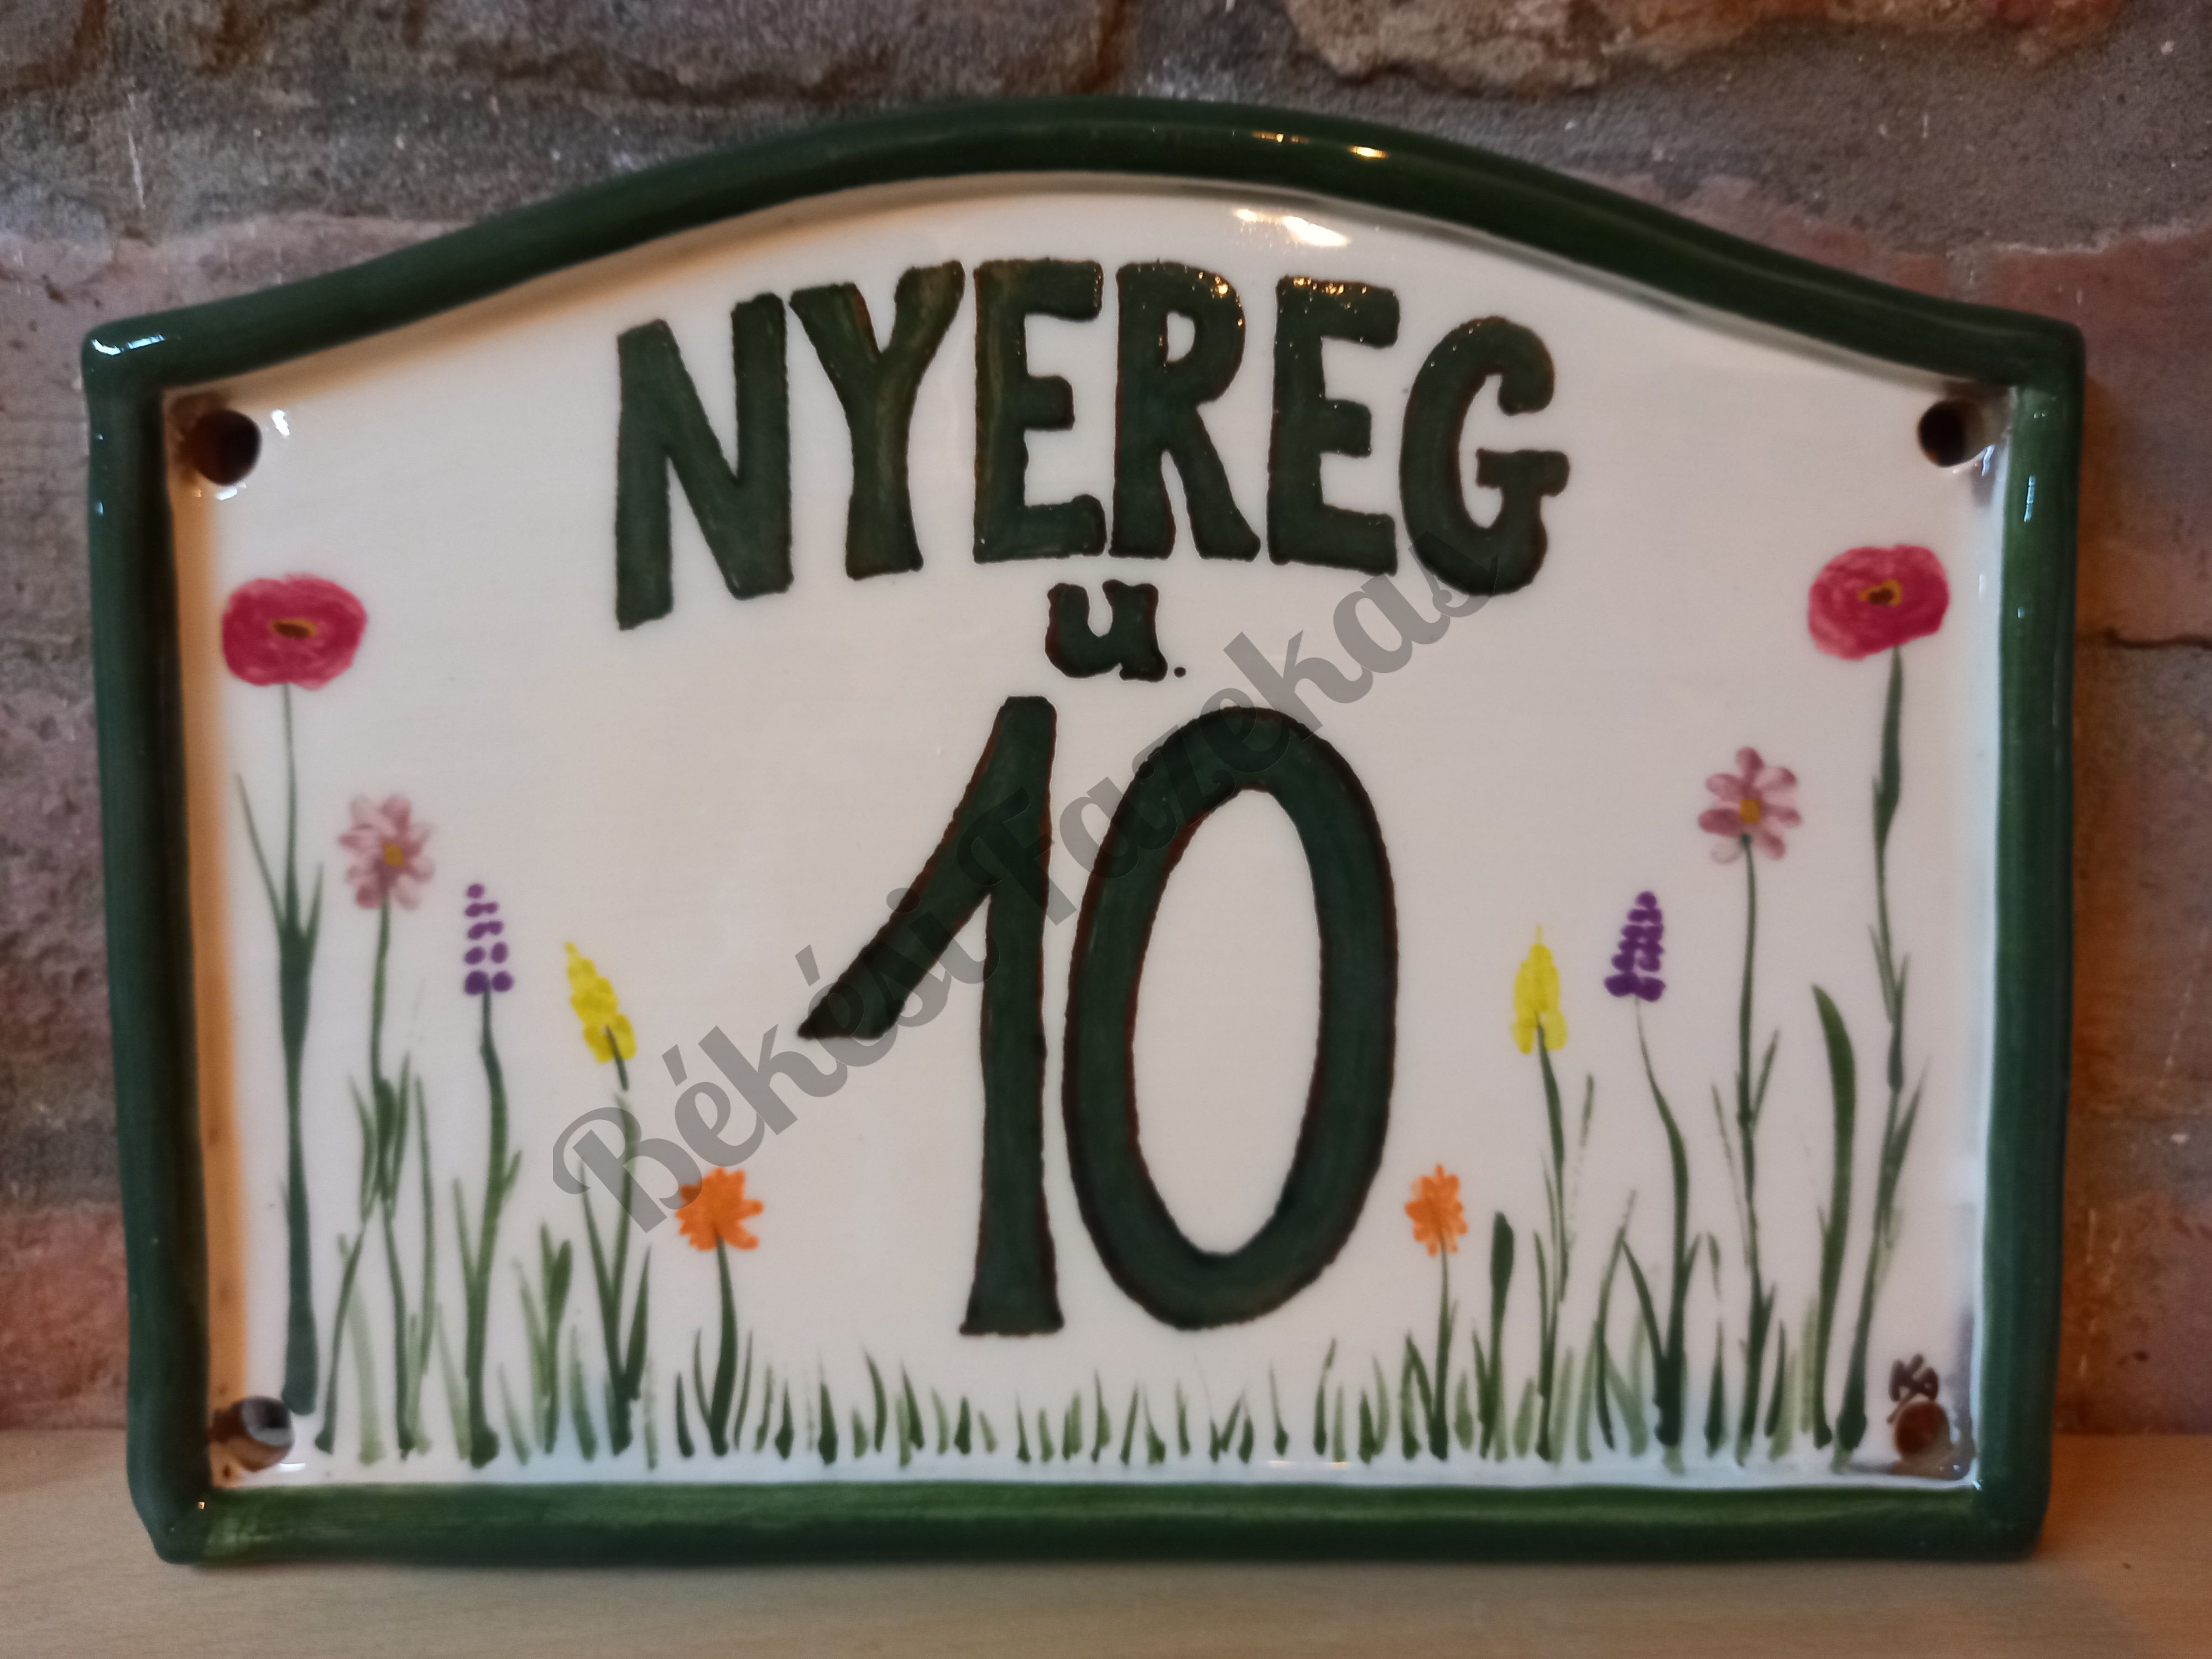 NYEREG
u.
10
Békési Fazekas